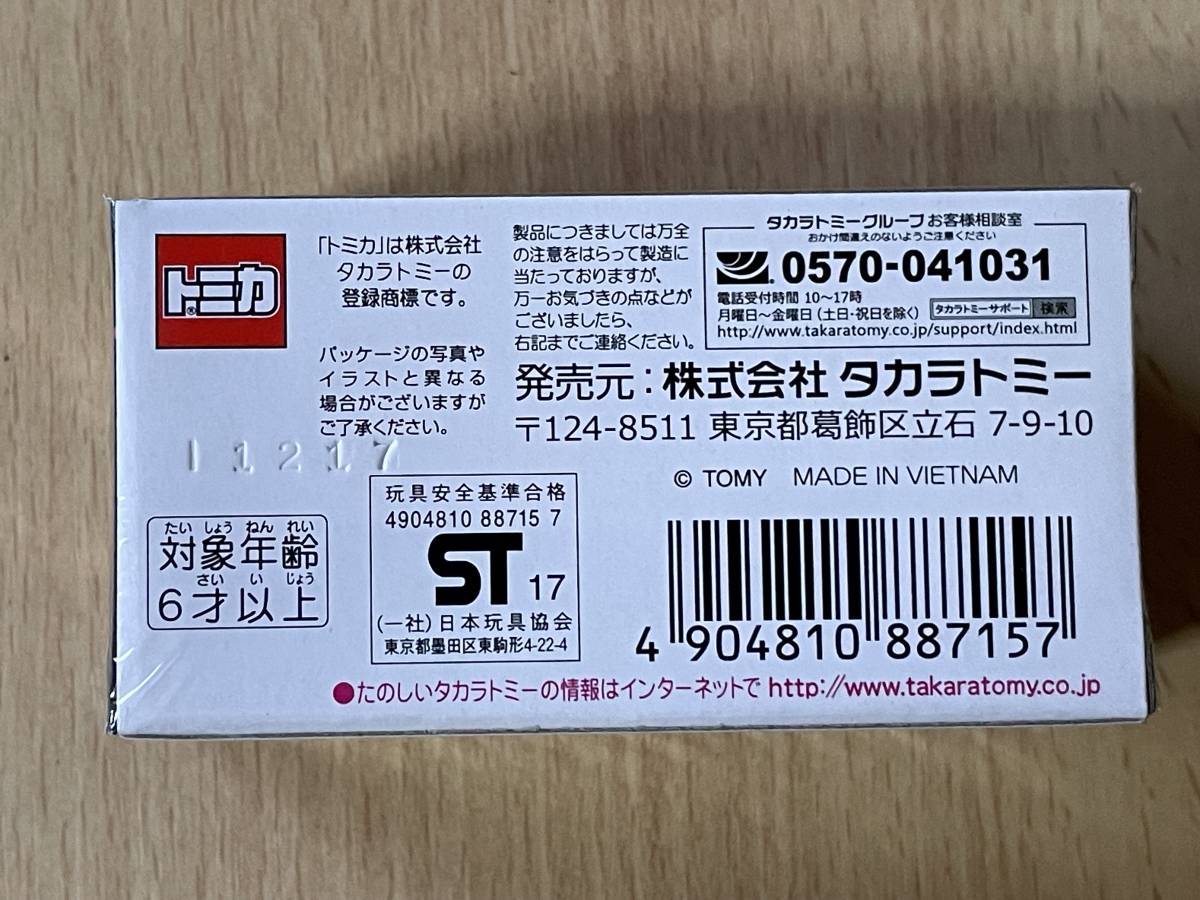 トミカ®
「トミカ」は株式会社
タカラトミーの
登録商標です。
パッケージの写真や
イラストと異なる
場合がございますが
ご了承ください。
11217
製品につきましては万全
の注意をはらって製造に
当たっておりますが、
万一お気づきの点などが
ございましたら、
右記までご連絡ください。
タカラトミーグループお客様相談室
おかけ間違えのないようご注意ください
0570-041031
電話受付時間 10〜17時
月曜日〜金曜日(土日・祝日を除く) タカラトミーサポート 検索
http://www.takaratomy.co.jp/support/index.html
発売元:株式会社 タカラトミー
〒124-8511 東京都葛飾区立石 7-9-10
© TOMY MADE IN VIETNAM
たい しょう ねん れい
対象年齢
さい い じょう
6才以上
玩具安全基準合格
4904810 88715 7
ST 17
(一社)日本玩具協会
東京都墨田区東駒形4-22-4
4 904810 887157
●たのしいタカラトミーの情報はインターネットで http://www.takaratomy.co.jp